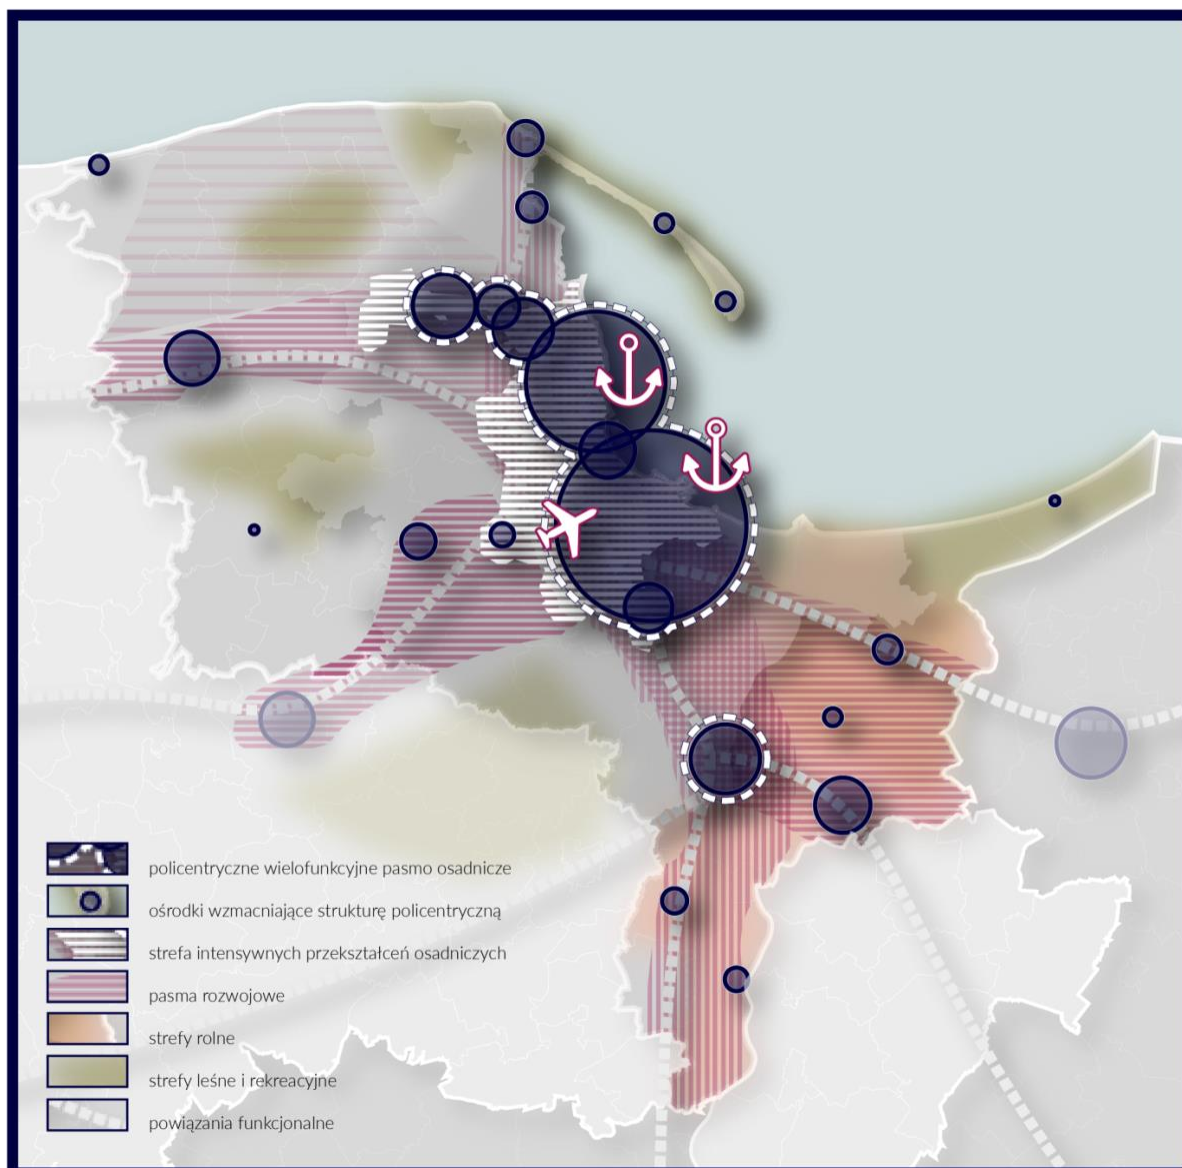 policentryczne wielofunkcyjne pasmo osadnicze
ośrodki wzmacniające strukturę policentryczną
strefa intensywnych przekształceń osadniczych
pasma rozwojowe
strefy rolne
strefy leśne i rekreacyjne
powiązania funkcjonalne